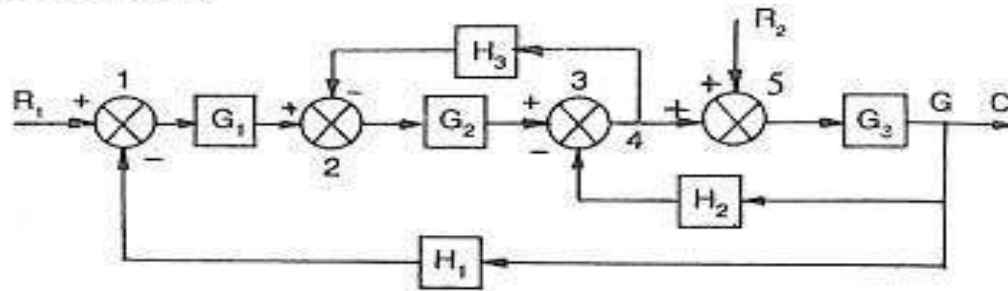 R₂
H₃
1 3 5
R₁ + - + + +
G₁ + G₂ + G₃ G C
- 2 - 4
H₂
H₁